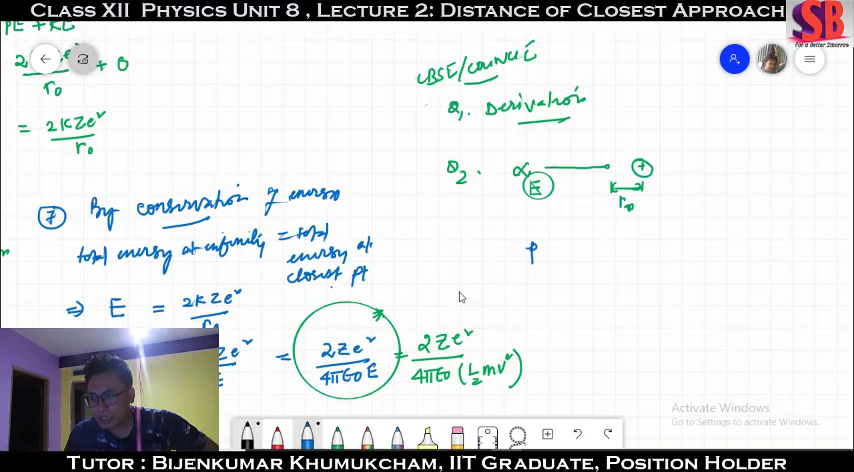 CLASS XII PHYSICS UNIT 8 , LECTURE 2: DISTANCE OF CLOSEST APPROACH
SB
For a Better 2morrow
PE + KE
r₀
+ 0
= 2KZe² / r₀
⑦ By conservation of energy
total energy at infinity = total
energy at
closest pt
⇒ E = 2KZe²
= 2Ze² / 4πε₀E = 2Ze² / 4πε₀(½mv²)
CBSE/COUNCIL
Q₁ Derivation
Q₂. α +
E
r₀
p
Activate Windows
Go to Settings to activate Windows.
TUTOR : BIJENKUMAR KHUMUKCHAM, IIT GRADUATE, POSITION HOLDER